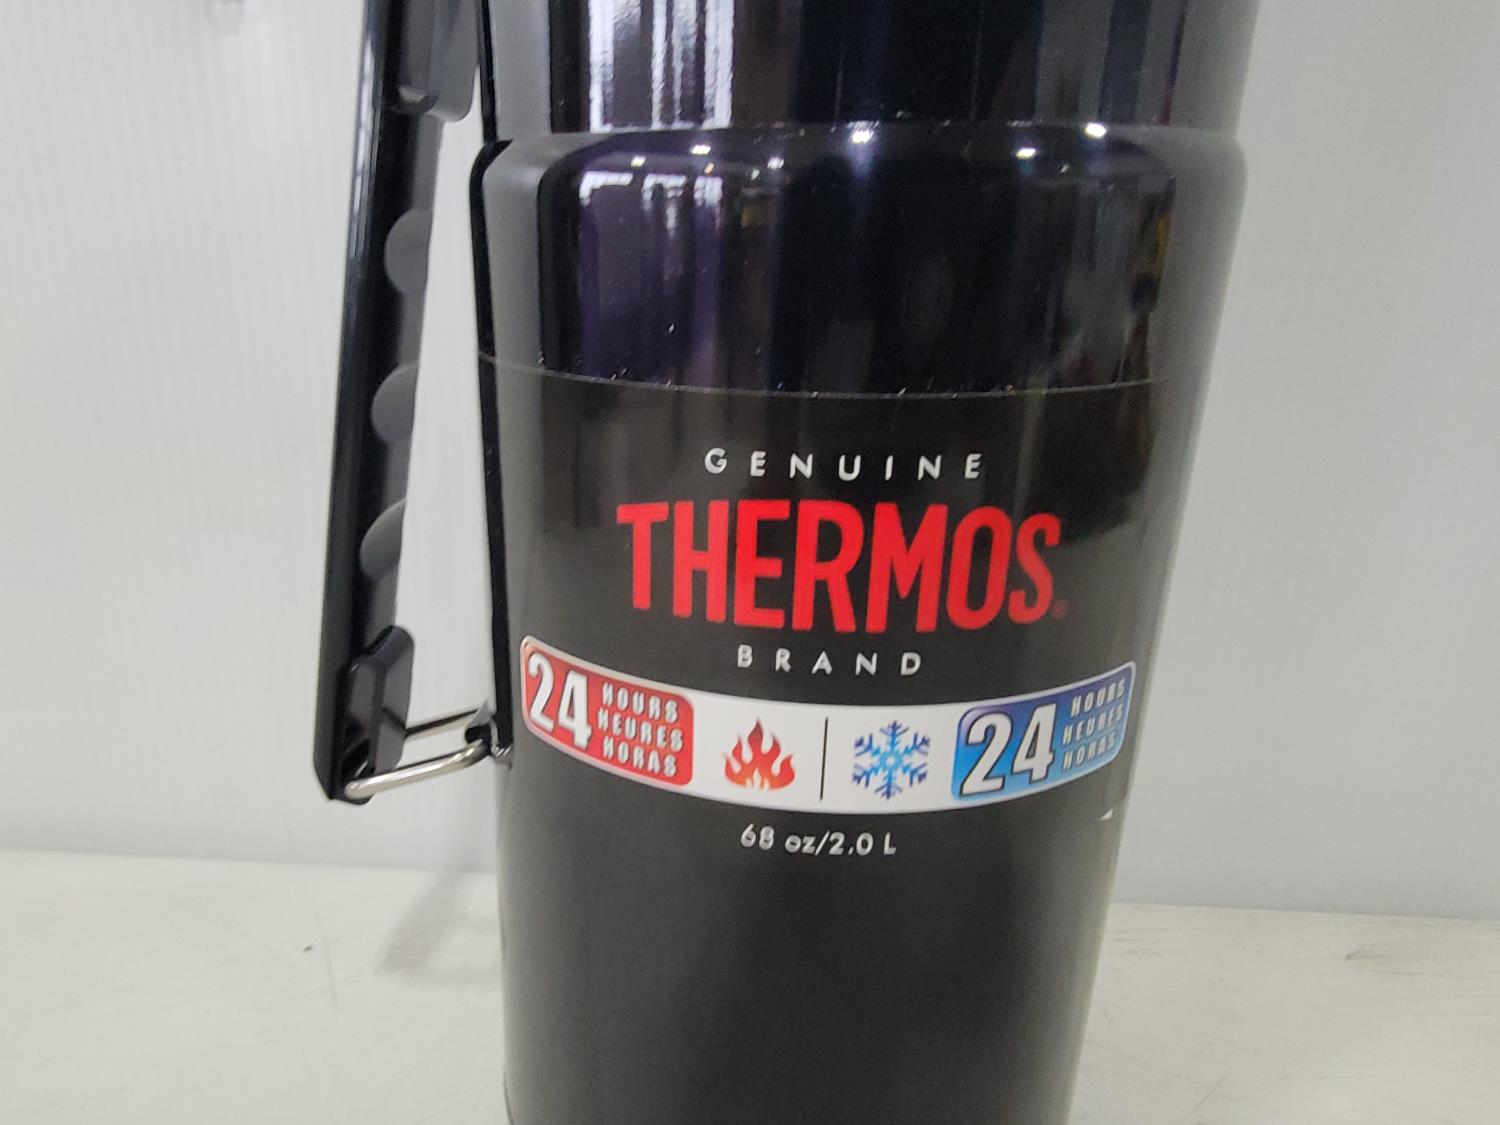 GENUINE
THERMOS®
BRAND
24 HOURS
HEURES
HORAS
24 HOURS
HEURES
HORAS
68 oz/2.0 L